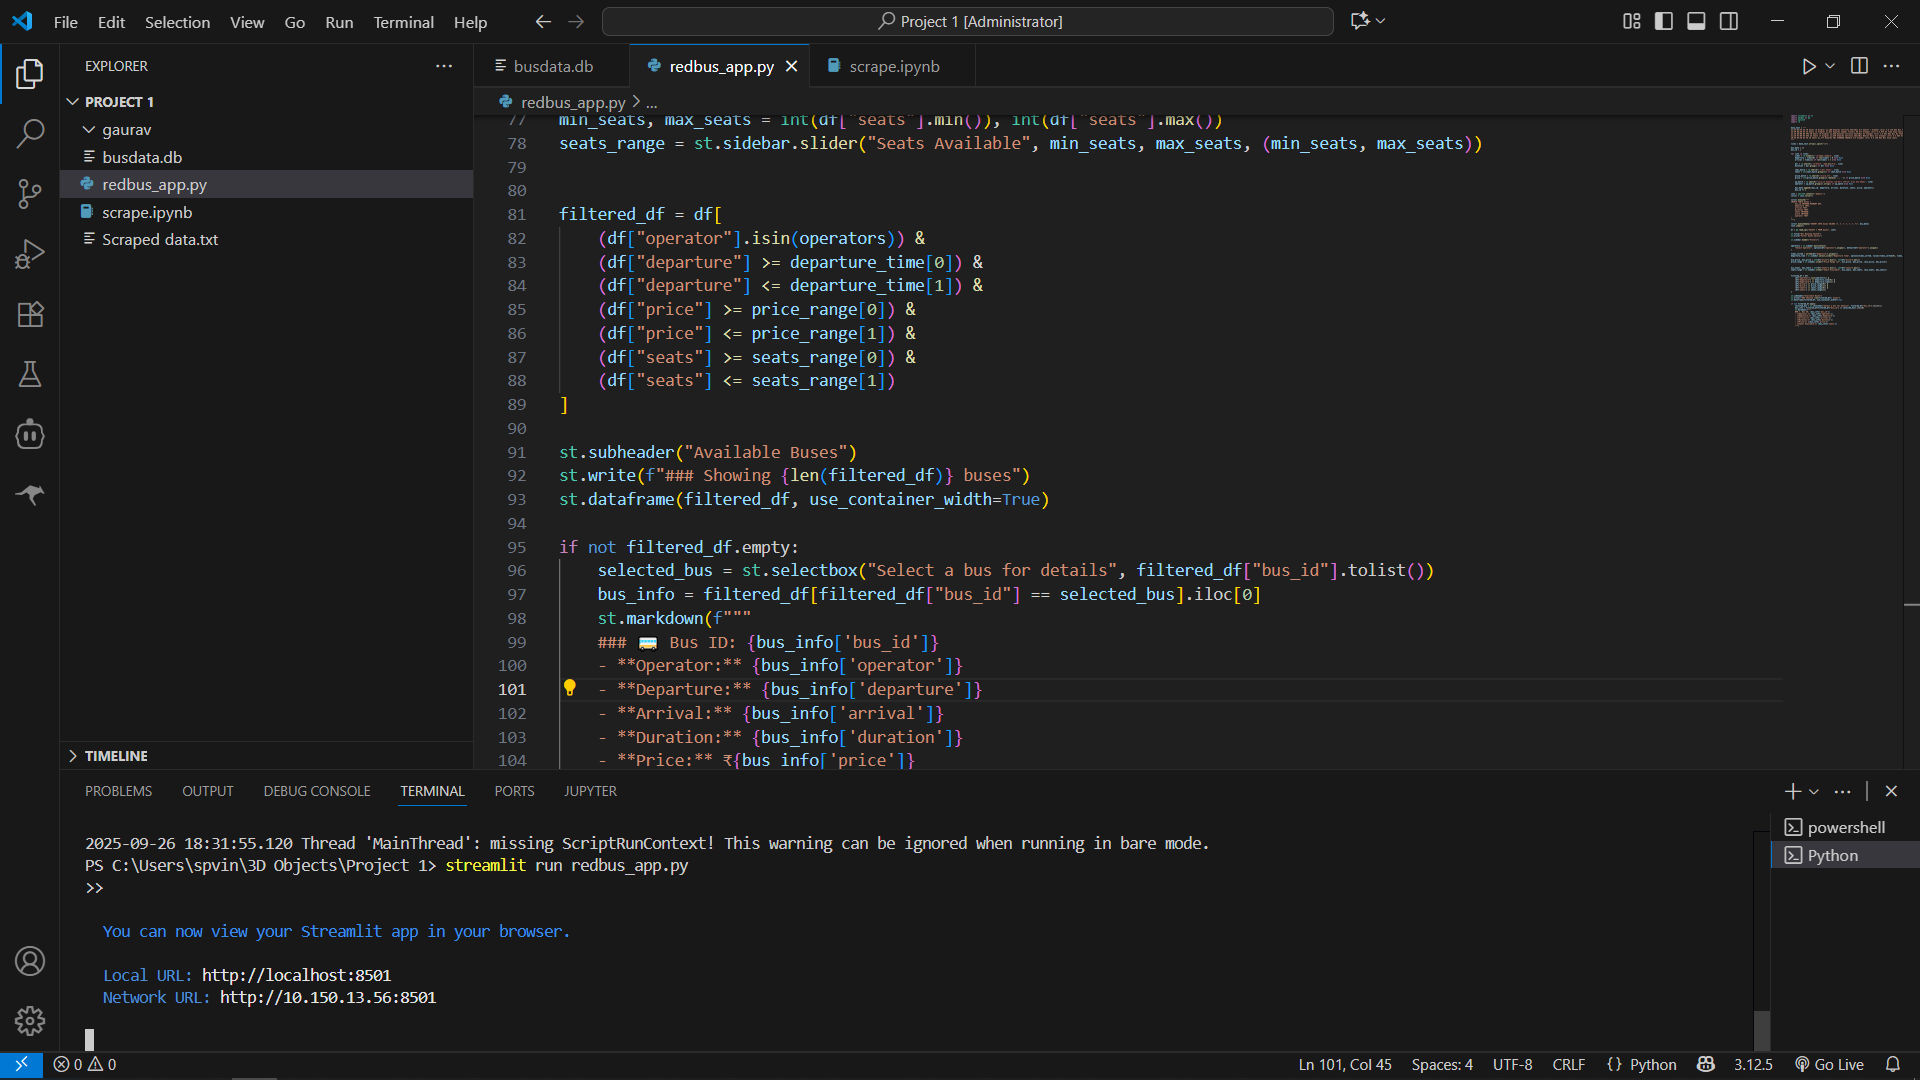 File Edit Selection View Go Run Terminal Help
Project 1 [Administrator]
EXPLORER
PROJECT 1
gaurav
busdata.db
redbus_app.py
scrape.ipynb
Scraped data.txt
TIMELINE
busdata.db redbus_app.py scrape.ipynb
redbus_app.py > ...
77 min_seats, max_seats = int(df["seats"].min()), int(df["seats"].max())
78 seats_range = st.sidebar.slider("Seats Available", min_seats, max_seats, (min_seats, max_seats))
79
80
81 filtered_df = df[
82 (df["operator"].isin(operators)) &
83 (df["departure"] >= departure_time[0]) &
84 (df["departure"] <= departure_time[1]) &
85 (df["price"] >= price_range[0]) &
86 (df["price"] <= price_range[1]) &
87 (df["seats"] >= seats_range[0]) &
88 (df["seats"] <= seats_range[1])
89 ]
90
91 st.subheader("Available Buses")
92 st.write(f"### Showing {len(filtered_df)} buses")
93 st.dataframe(filtered_df, use_container_width=True)
94
95 if not filtered_df.empty:
96 selected_bus = st.selectbox("Select a bus for details", filtered_df["bus_id"].tolist())
97 bus_info = filtered_df[filtered_df["bus_id"] == selected_bus].iloc[0]
98 st.markdown(f"""
99 ### 🚌 Bus ID: {bus_info['bus_id']}
100 - **Operator:** {bus_info['operator']}
101 - **Departure:** {bus_info['departure']}
102 - **Arrival:** {bus_info['arrival']}
103 - **Duration:** {bus_info['duration']}
104 - **Price:** ₹{bus_info['price']}
PROBLEMS OUTPUT DEBUG CONSOLE TERMINAL PORTS JUPYTER
2025-09-26 18:31:55.120 Thread 'MainThread': missing ScriptRunContext! This warning can be ignored when running in bare mode.
PS C:\Users\spvin\3D Objects\Project 1> streamlit run redbus_app.py
>>
You can now view your Streamlit app in your browser.
Local URL: http://localhost:8501
Network URL: http://10.150.13.56:8501
powershell
Python
0 0 Ln 101, Col 45 Spaces: 4 UTF-8 CRLF {} Python 3.12.5 Go Live